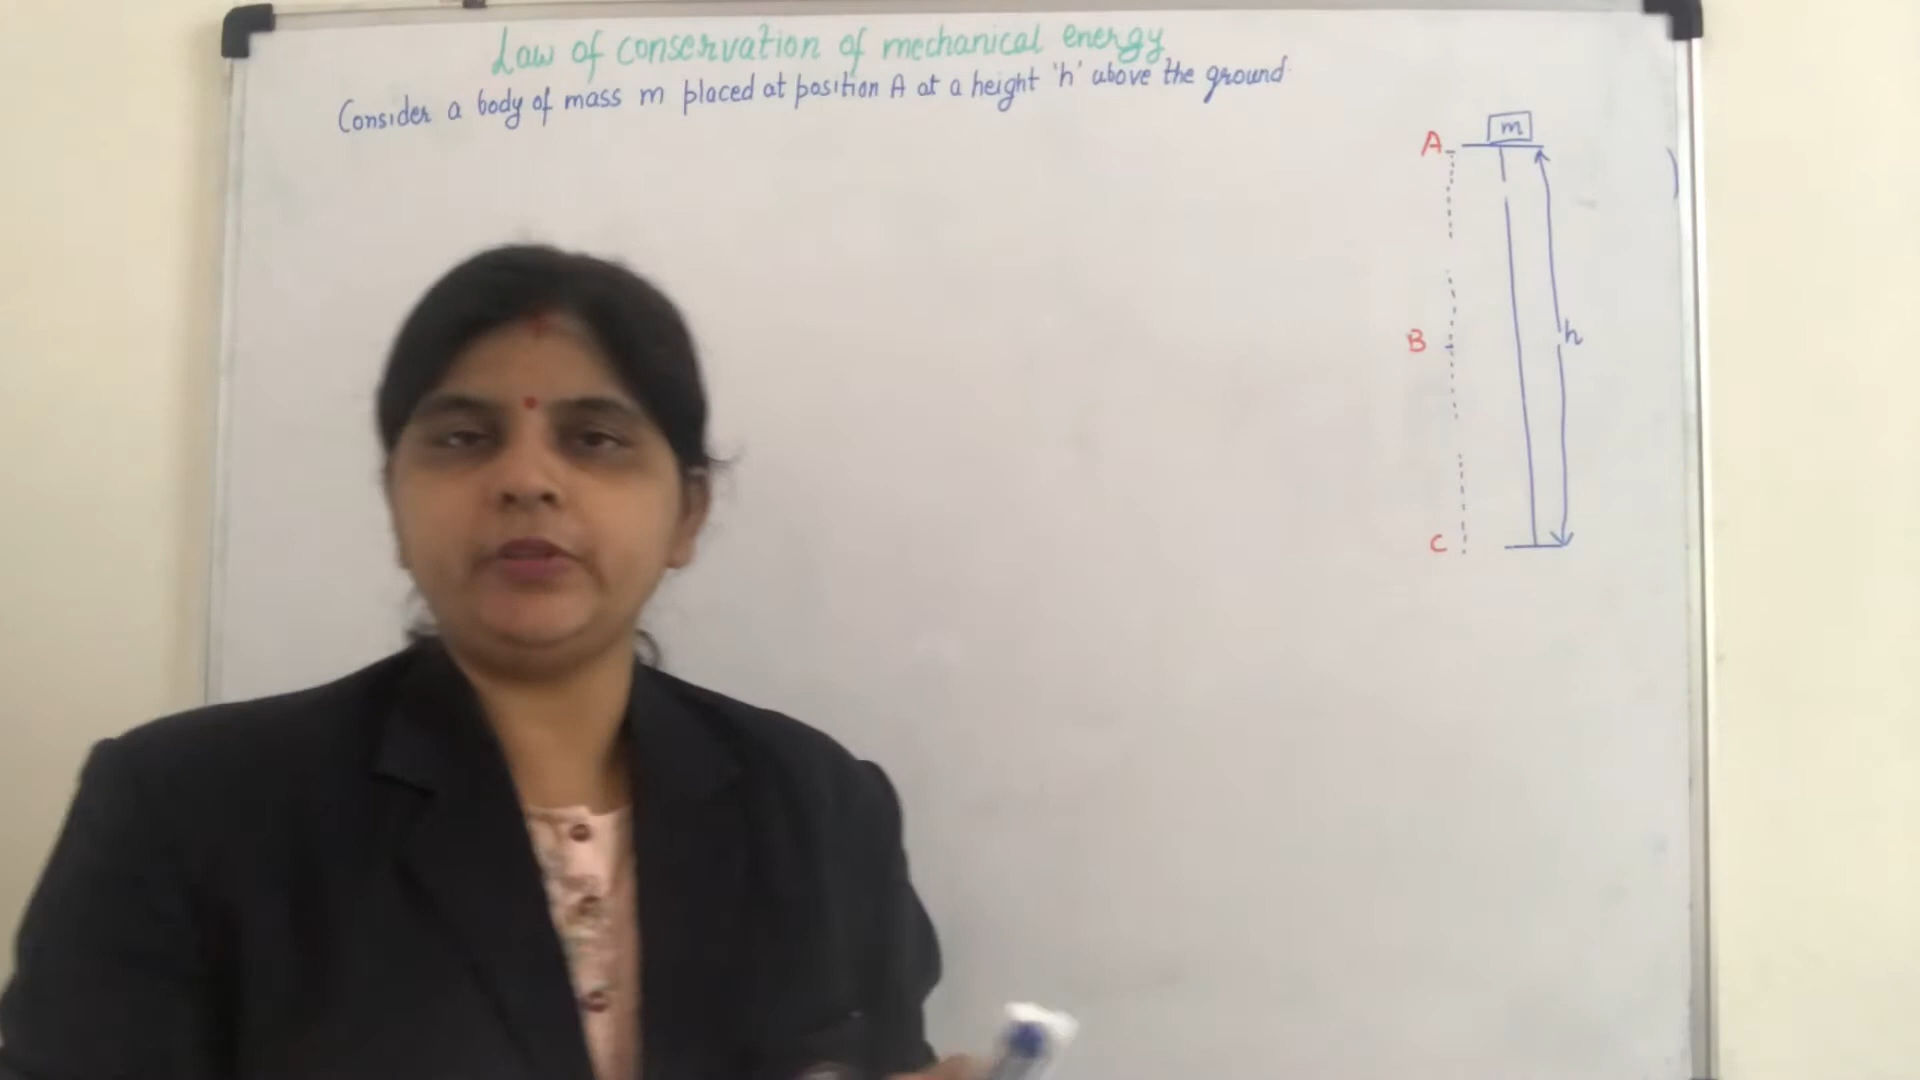 Law of conservation of mechanical energy
Consider a body of mass m placed at position A at a height 'h' above the ground.
m
A
B
h
C